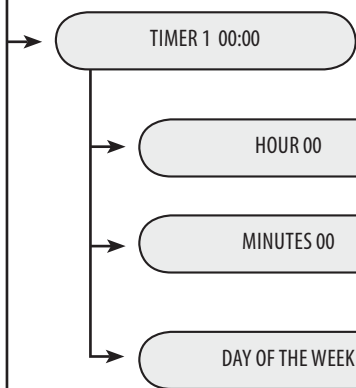 TIMER 1 00:00
HOUR 00
MINUTES 00
DAY OF THE WEEK